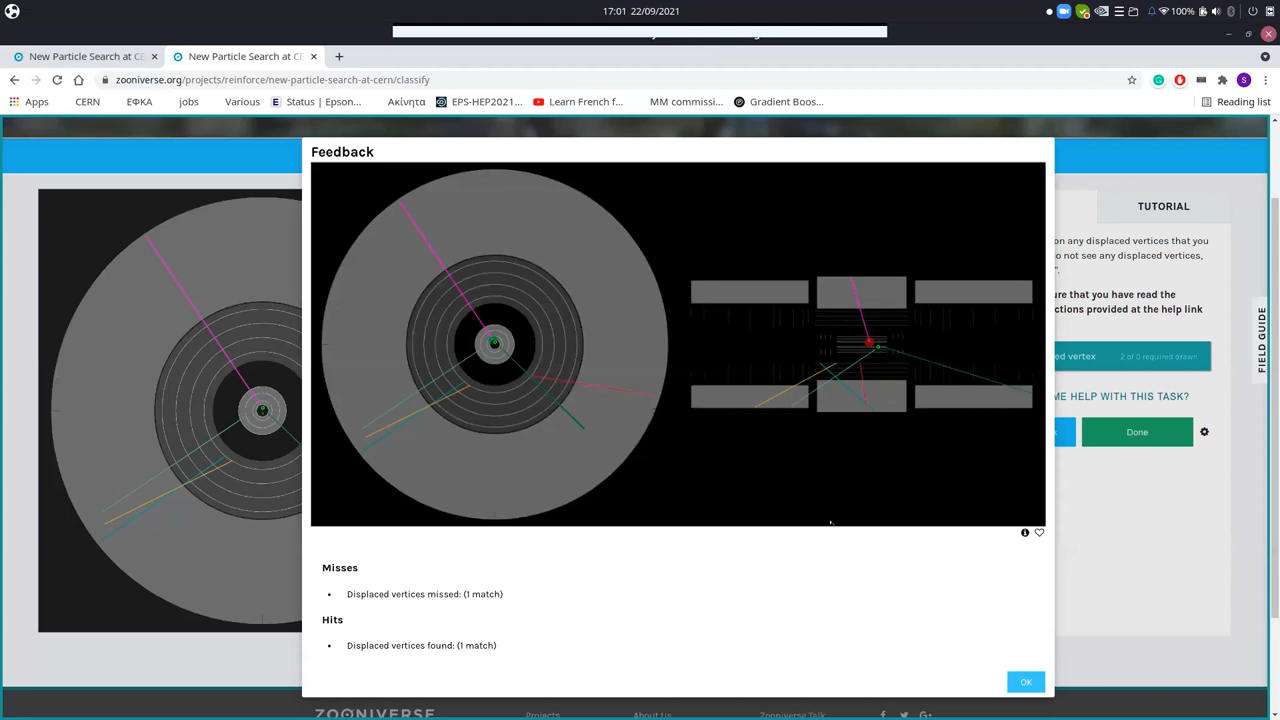 17:01 22/09/2021
100%
New Particle Search at CE
New Particle Search at CE
zooniverse.org/projects/reinforce/new-particle-search-at-cern/classify
S
Apps
CERN
ΕΦΚΑ
jobs
Various
Status | Epson...
Ακίνητα
EPS-HEP2021...
Learn French f...
MM commissi...
Gradient Boos...
Reading list
Feedback
TUTORIAL
on any displaced vertices that you
o not see any displaced vertices,
".
ure that you have read the
ctions provided at the help link
ed vertex
2 of 0 required drawn
ME HELP WITH THIS TASK?
k
Done
FIELD GUIDE
Misses
• Displaced vertices missed: (1 match)
Hits
• Displaced vertices found: (1 match)
OK
ZOONIVERSE
Projects
About Us
Zooniverse Talk